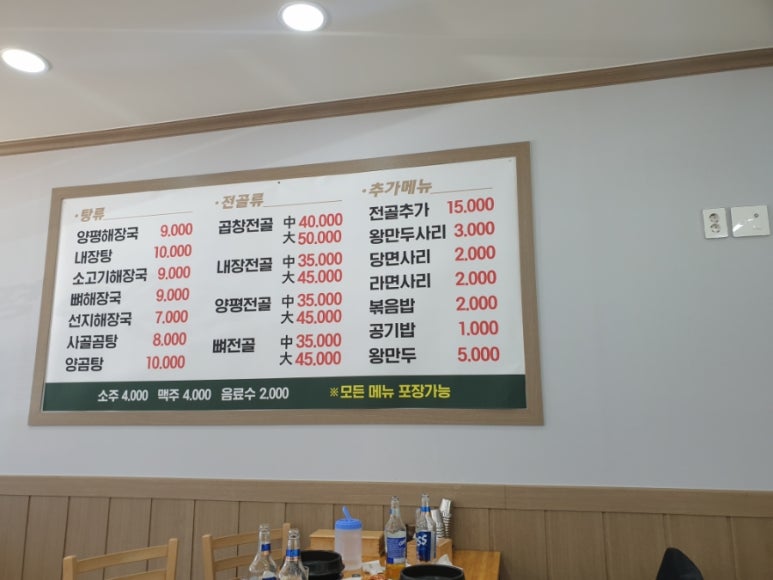 ·탕류
양평해장국 9.000
내장탕 10.000
소고기해장국 9.000
뼈해장국 9.000
선지해장국 7.000
사골곰탕 8.000
양곰탕 10.000
·전골류
곱창전골 中 40.000
大 50.000
내장전골 中 35.000
大 45.000
양평전골 中 35.000
大 45.000
뼈전골 中 35.000
大 45.000
·추가메뉴
전골추가 15.000
왕만두사리 3.000
당면사리 2.000
라면사리 2.000
볶음밥 2.000
공기밥 1.000
왕만두 5.000
소주 4.000 맥주 4.000 음료수 2.000 ※모든 메뉴 포장가능